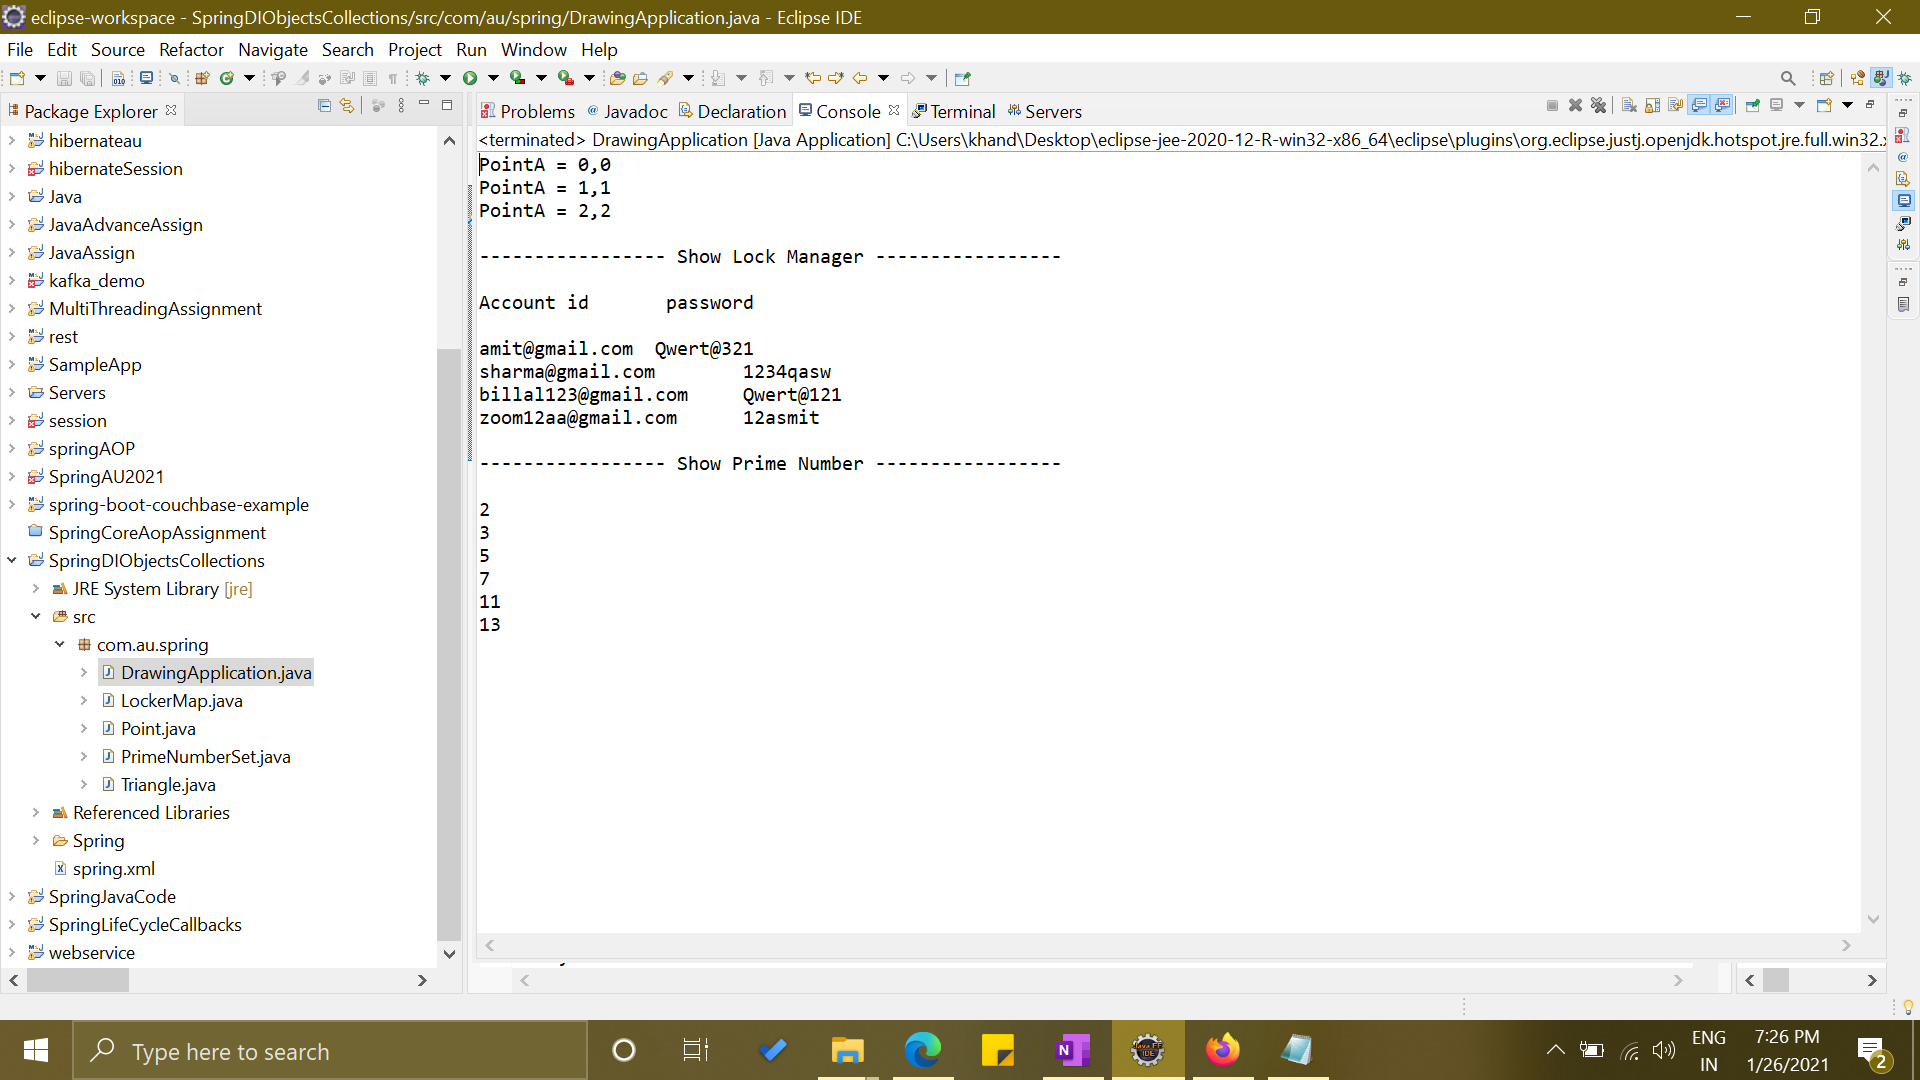 eclipse-workspace - SpringDIObjectsCollections/src/com/au/spring/DrawingApplication.java - Eclipse IDE
File Edit Source Refactor Navigate Search Project Run Window Help
Package Explorer
hibernateau
hibernateSession
Java
JavaAdvanceAssign
JavaAssign
kafka_demo
MultiThreadingAssignment
rest
SampleApp
Servers
session
springAOP
SpringAU2021
spring-boot-couchbase-example
SpringCoreAopAssignment
SpringDIObjectsCollections
JRE System Library [jre]
src
com.au.spring
DrawingApplication.java
LockerMap.java
Point.java
PrimeNumberSet.java
Triangle.java
Referenced Libraries
Spring
spring.xml
SpringJavaCode
SpringLifeCycleCallbacks
webservice
Problems Javadoc Declaration Console Terminal Servers
<terminated> DrawingApplication [Java Application] C:\Users\khand\Desktop\eclipse-jee-2020-12-R-win32-x86_64\eclipse\plugins\org.eclipse.justj.openjdk.hotspot.jre.full.win32.x
PointA = 0,0
PointA = 1,1
PointA = 2,2
----------------- Show Lock Manager -----------------
Account id password
amit@gmail.com Qwert@321
sharma@gmail.com 1234qasw
billal123@gmail.com Qwert@121
zoom12aa@gmail.com 12asmit
----------------- Show Prime Number -----------------
2
3
5
7
11
13
Type here to search
ENG
IN
7:26 PM
1/26/2021
2